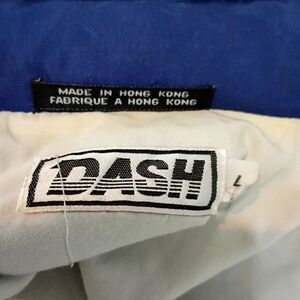 MADE IN HONG KONG
FABRIQUE A HONG KONG
DASH
L